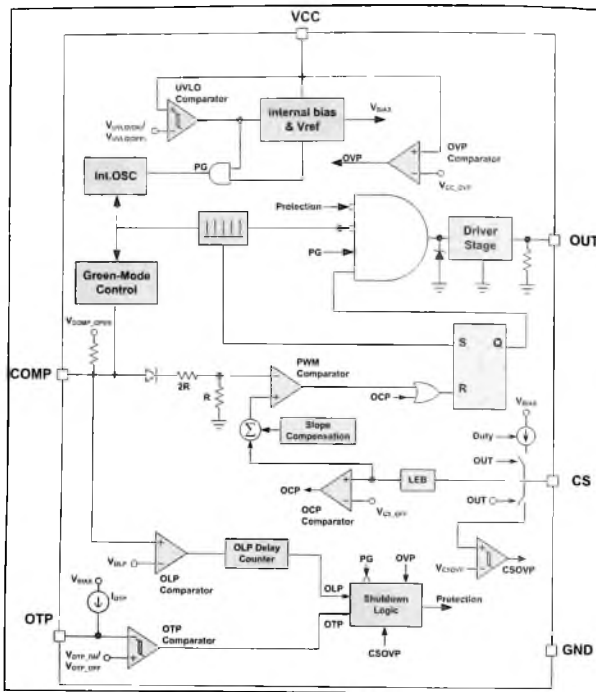 VCC
UVLO
Comparator
VUVLO(ON)/
VUVLO(OFF)
internal bias
& Vref
VBIAS
PG
Int.OSC
OVP
OVP
Comparator
VCC_OVP
Protection
PG
Driver
Stage
OUT
Green-Mode
Control
VCOMP_OPEN
COMP
2R
R
PWM
Comparator
S
Q
R
OCP
Slope
Compensation
Σ
VBIAS
Duty
OUT
OUT
CS
LEB
OCP
OCP
Comparator
VCS_OFF
VCSOVP
CSOVP
VOLP
OLP
Comparator
OLP Delay
Counter
PG
OVP
OLP
OTP
Shutdown
Logic
Protection
CSOVP
VBIAS
IOTP
OTP
OTP
Comparator
VOTP_ON/
VOTP_OFF
GND